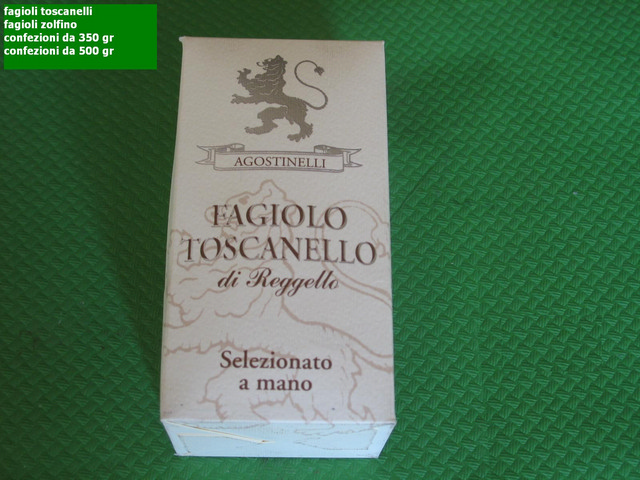 fagioli toscanelli
fagioli zolfino
confezioni da 350 gr
confezioni da 500 gr
AGOSTINELLI
FAGIOLO
TOSCANELLO
di Reggello
Selezionato
a mano